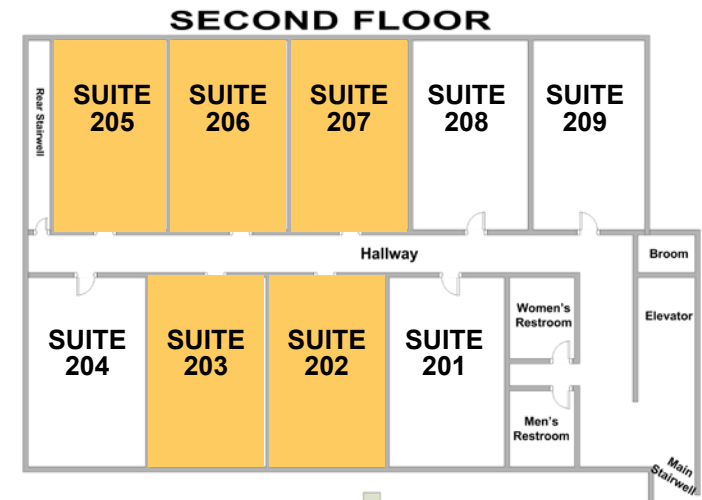 SECOND FLOOR
Rear Stairwell
SUITE
205
SUITE
206
SUITE
207
SUITE
208
SUITE
209
Hallway
Broom
SUITE
204
SUITE
203
SUITE
202
SUITE
201
Women's
Restroom
Elevator
Men's
Restroom
Main
Stairwell